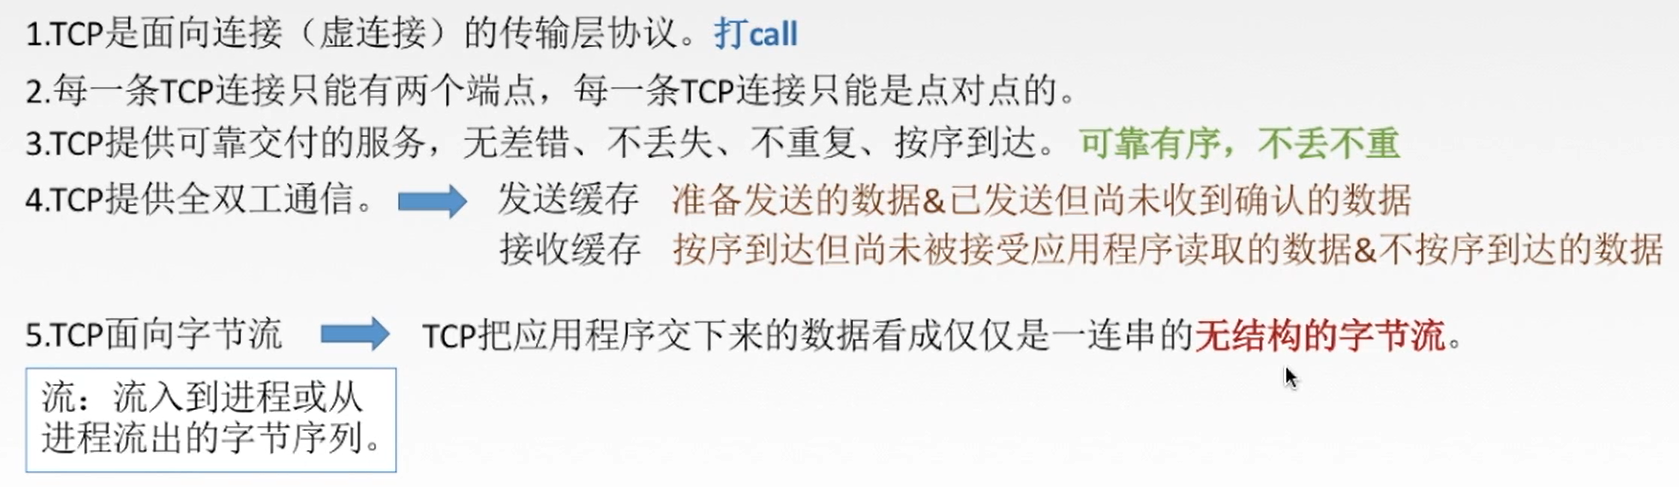 1.TCP是面向连接（虚连接）的传输层协议。打call
2.每一条TCP连接只能有两个端点，每一条TCP连接只能是点对点的。
3.TCP提供可靠交付的服务，无差错、不丢失、不重复、按序到达。可靠有序，不丢不重
4.TCP提供全双工通信。 发送缓存 准备发送的数据&已发送但尚未收到确认的数据
接收缓存 按序到达但尚未被接受应用程序读取的数据&不按序到达的数据
5.TCP面向字节流 TCP把应用程序交下来的数据看成仅仅是一连串的无结构的字节流。
流：流入到进程或从
进程流出的字节序列。